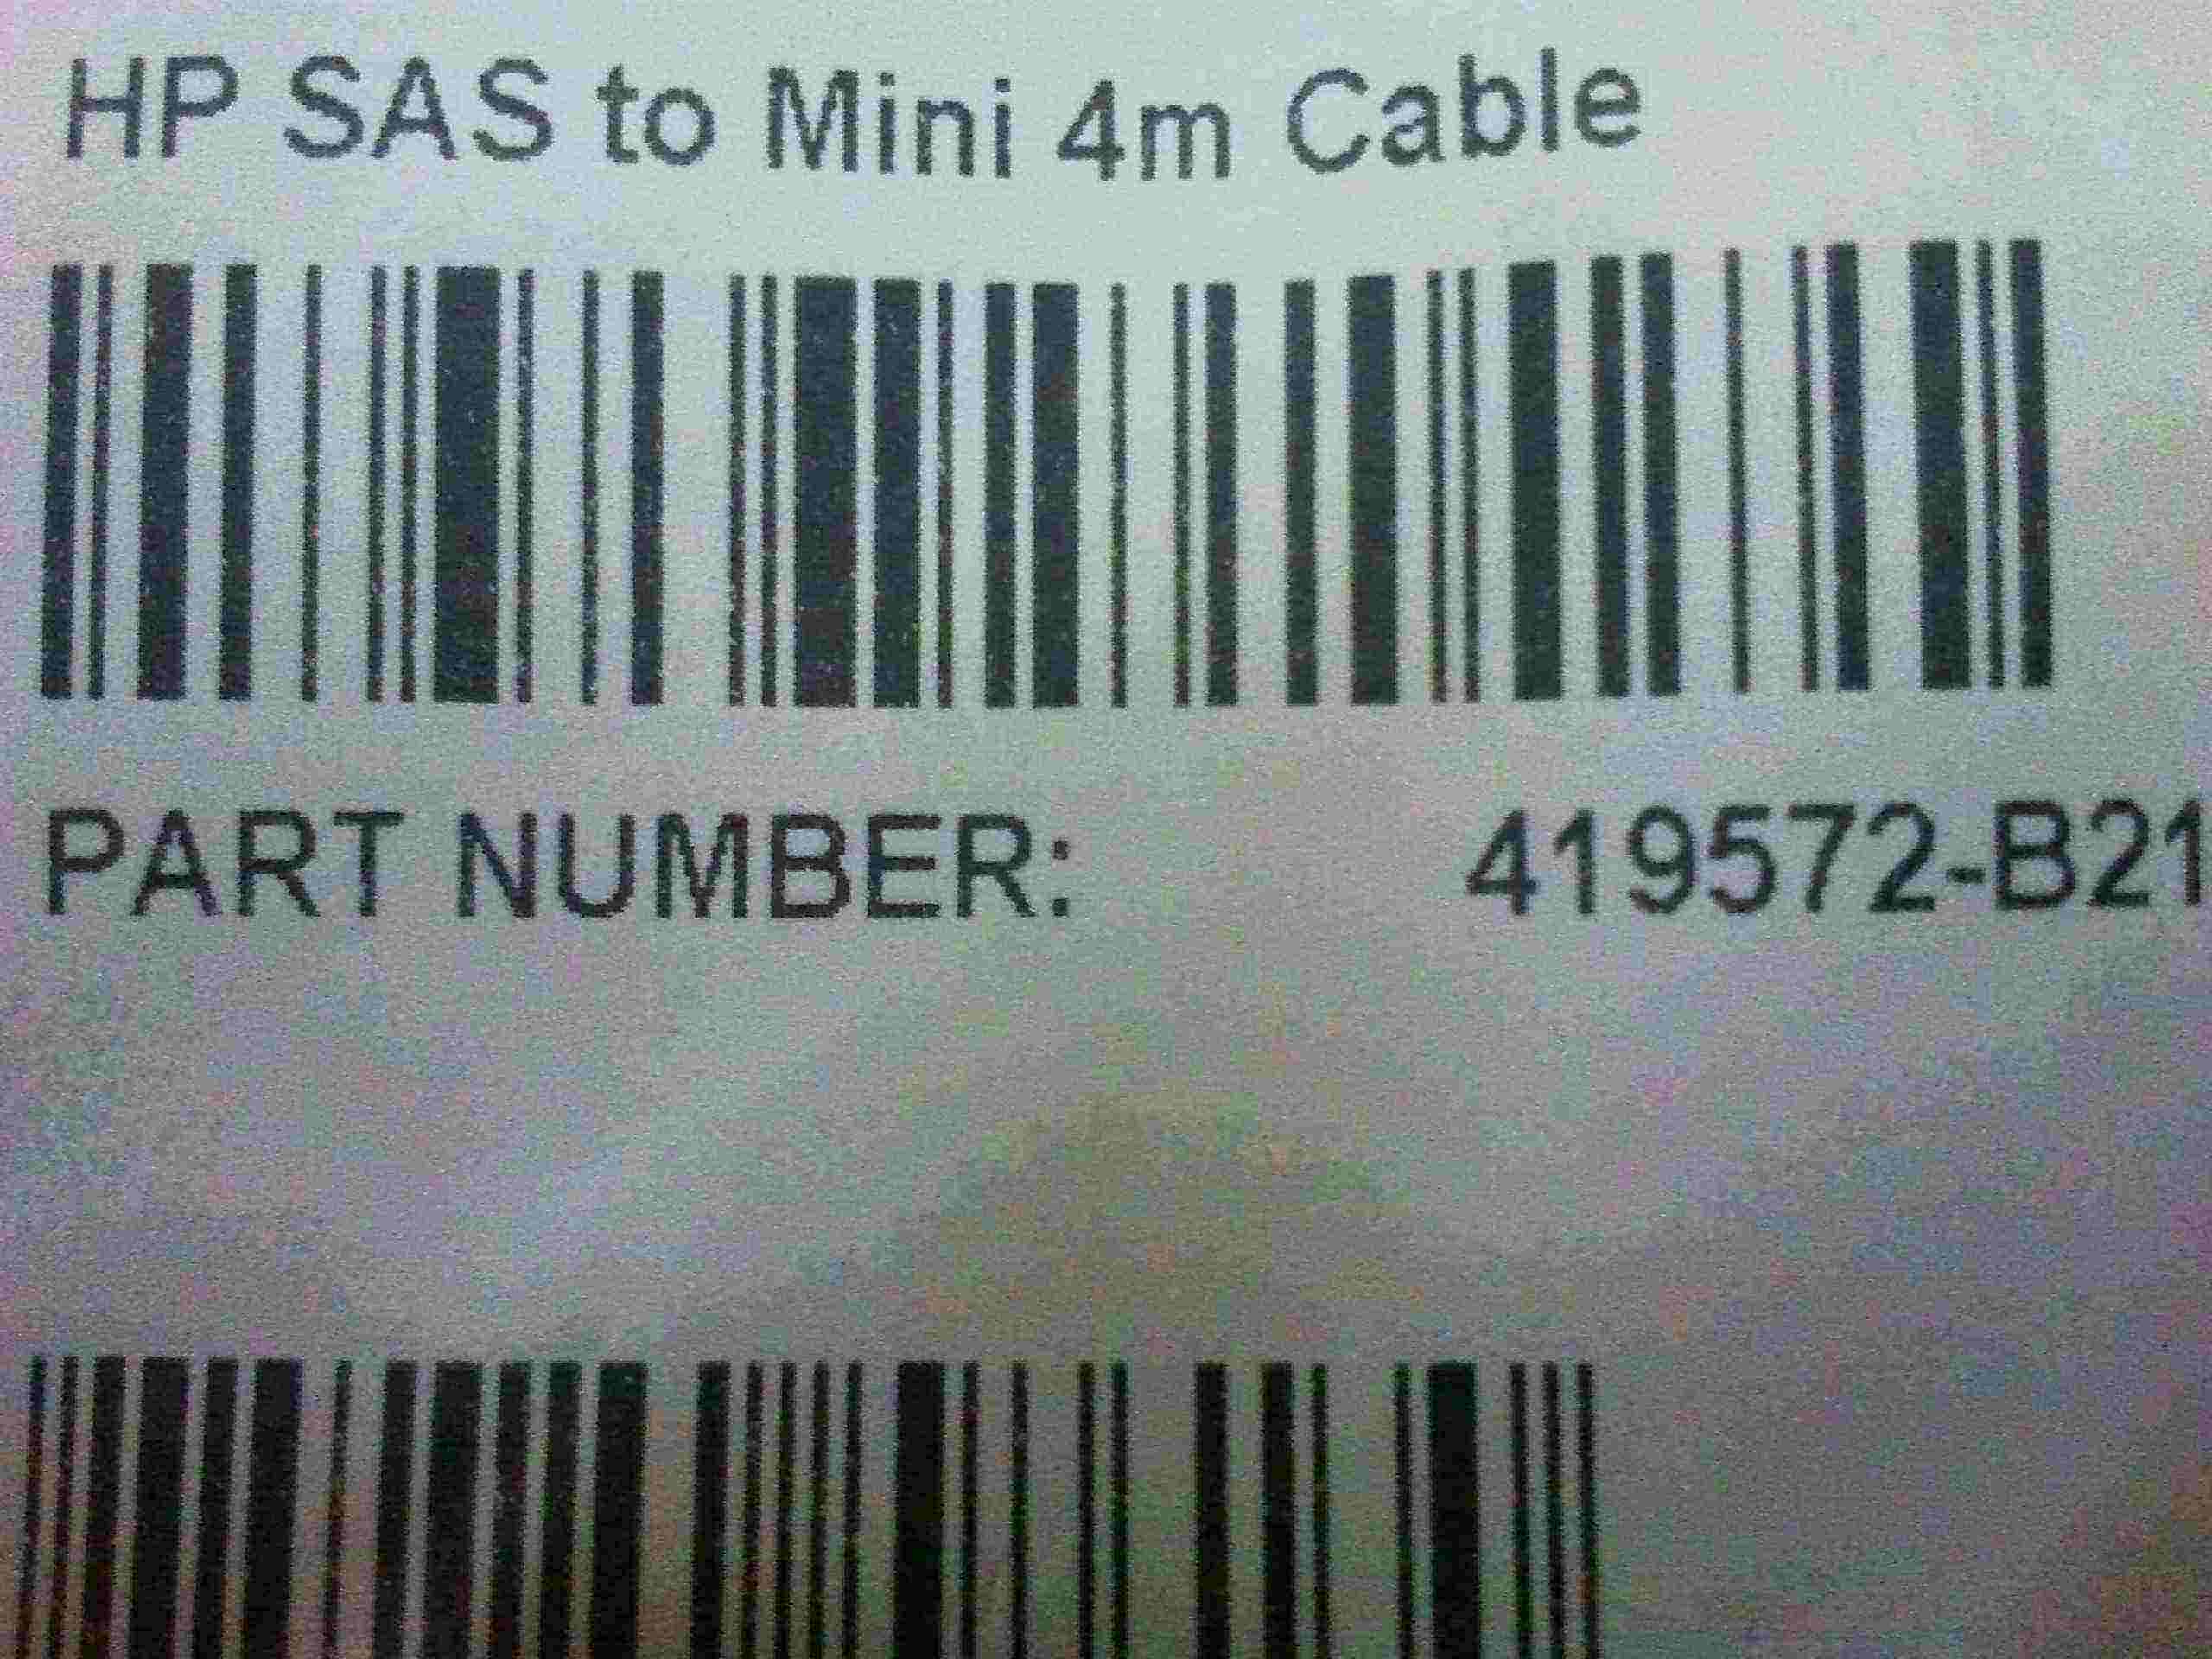 HP SAS to Mini 4m Cable
PART NUMBER: 419572-B21